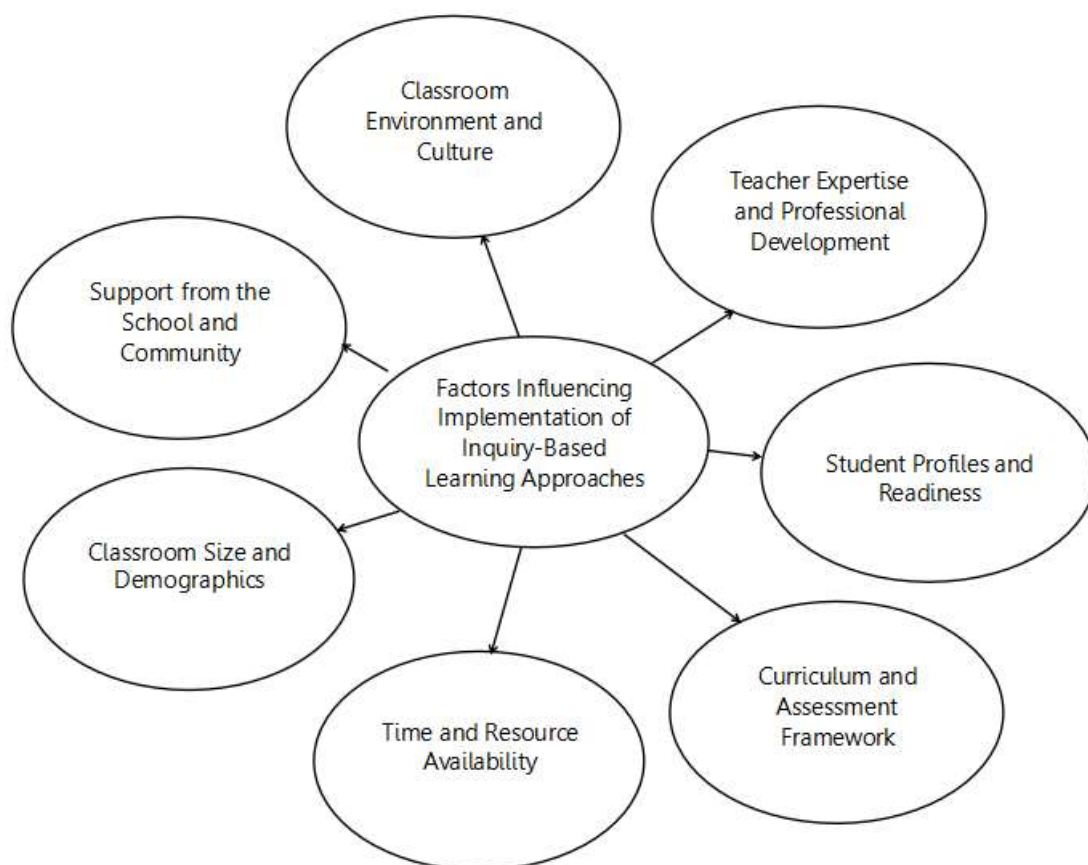 Classroom
Environment and
Culture
Teacher Expertise
and Professional
Development
Support from the
School and
Community
Factors Influencing
Implementation of
Inquiry-Based
Learning Approaches
Student Profiles and
Readiness
Classroom Size and
Demographics
Curriculum and
Assessment
Framework
Time and Resource
Availability